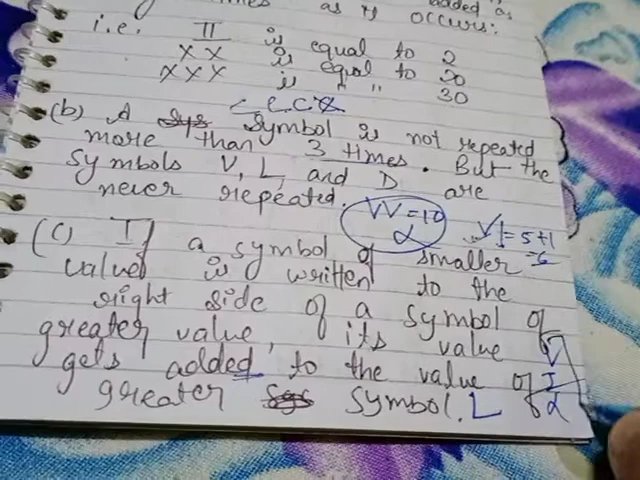 times as it occurs.
added as
i.e. II is equal to 2
XX is equal to 20
XXX is " " 30
(b) A symbol is not repeated
more than 3 times. But the
symbols V, L, and D are
never repeated.
VV=10
VI=5+1
=6
(c) If a symbol of smaller
value is written to the
right side of a symbol of
greater value, its value
gets added to the value of
greater symbol. L
V
I